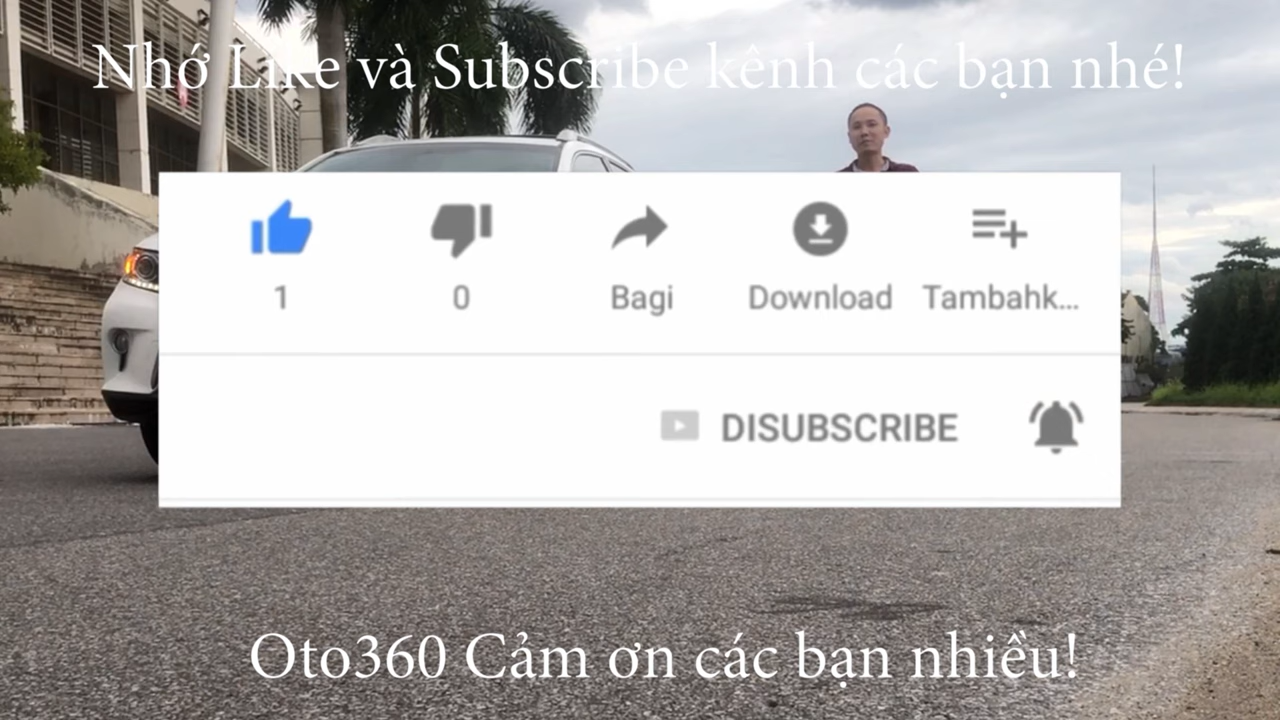 Nhớ Like và Subscribe kênh các bạn nhé!
1 0 Bagi Download Tambahk...
DISUBSCRIBE
Oto360 Cảm ơn các bạn nhiều!